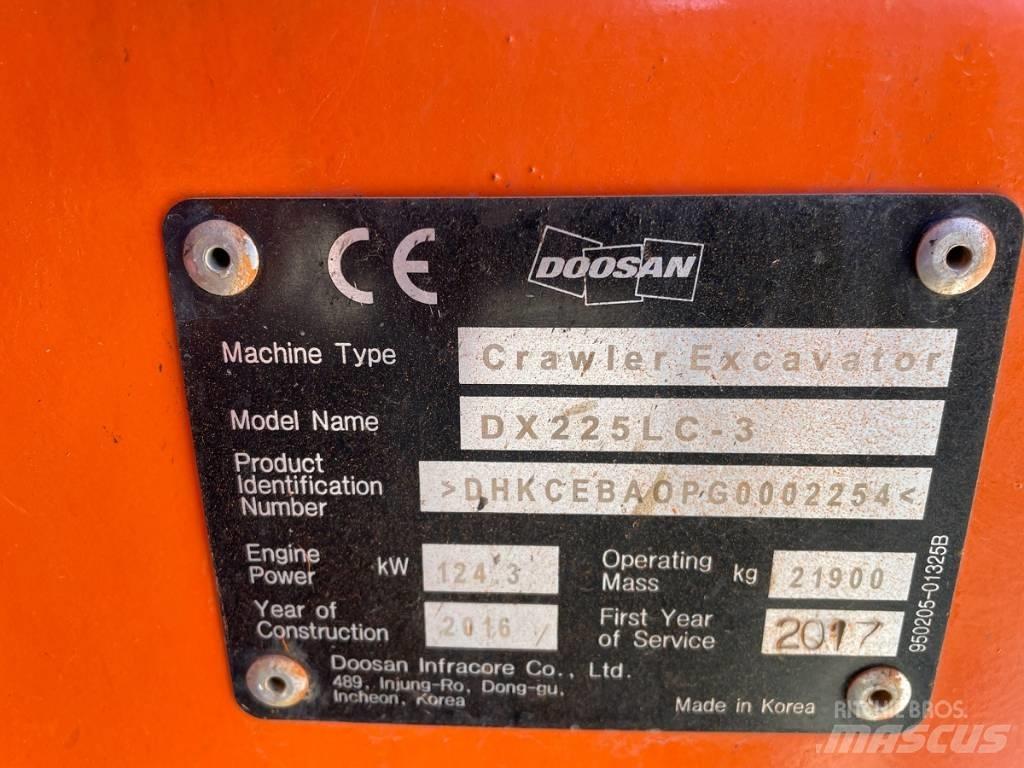 CE DOOSAN
Machine Type Crawler Excavator
Model Name DX225LC-3
Product
Identification >DHKCEBAOPG0002254<
Number
Engine Power kW 124.3 Operating Mass kg 21900
Year of Construction 2016 First Year of Service 2017
Doosan Infracore Co., Ltd.
489, Injung-Ro, Dong-gu,
Incheon, Korea
Made in Korea
950205-01325B
RITCHIE BROS.
MASCUS